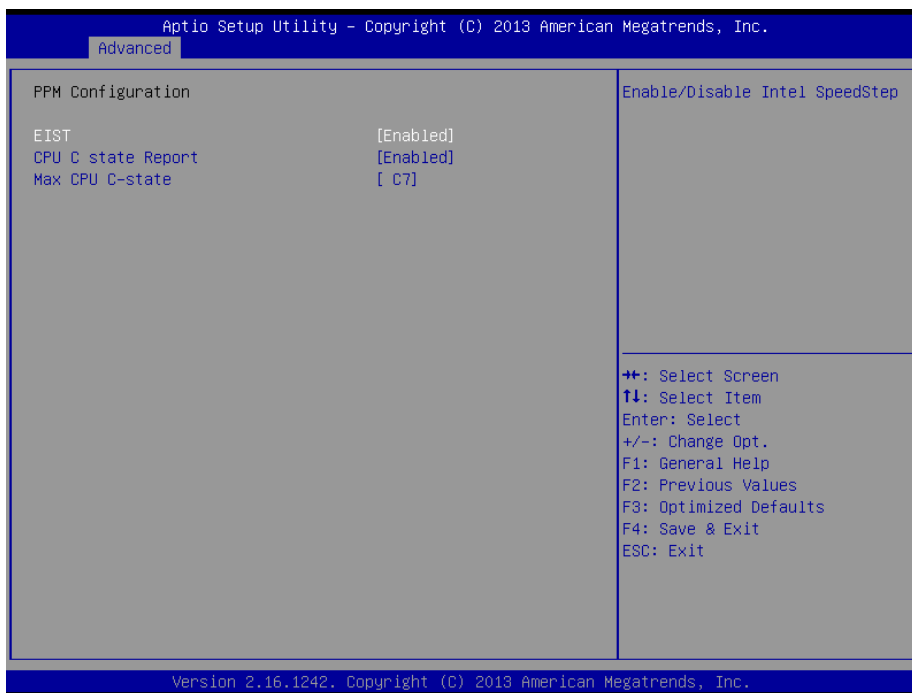 Aptio Setup Utility – Copyright (C) 2013 American Megatrends, Inc.
Advanced
PPM Configuration
EIST [Enabled]
CPU C state Report [Enabled]
Max CPU C-state [ C7]
Enable/Disable Intel SpeedStep
→←: Select Screen
↑↓: Select Item
Enter: Select
+/-: Change Opt.
F1: General Help
F2: Previous Values
F3: Optimized Defaults
F4: Save & Exit
ESC: Exit
Version 2.16.1242. Copyright (C) 2013 American Megatrends, Inc.